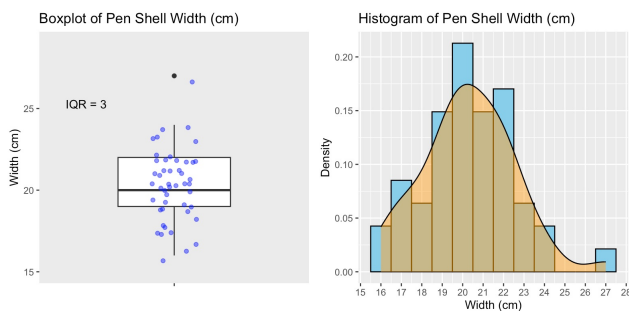 Boxplot of Pen Shell Width (cm)
Width (cm)
25
20
15
IQR = 3
Histogram of Pen Shell Width (cm)
Density
0.20
0.15
0.10
0.05
0.00
15 16 17 18 19 20 21 22 23 24 25 26 27 28
Width (cm)